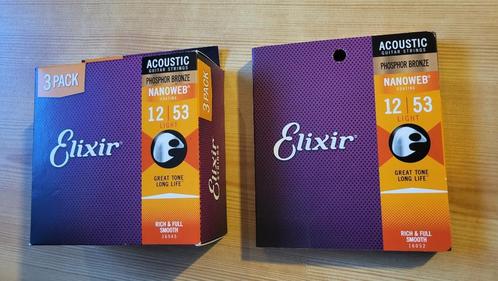 3 PACK
ACOUSTIC
GUITAR STRINGS
PHOSPHOR BRONZE
NANOWEB®
COATING
12 53
LIGHT
Elixir®
GREAT TONE
LONG LIFE
RICH & FULL
SMOOTH
16545
3 PACK
Elixir
ACOUSTIC
GUITAR STRINGS
PHOSPHOR BRONZE
NANOWEB®
COATING
12 53
LIGHT
Elixir®
GREAT TONE
LONG LIFE
RICH & FULL
SMOOTH
16052